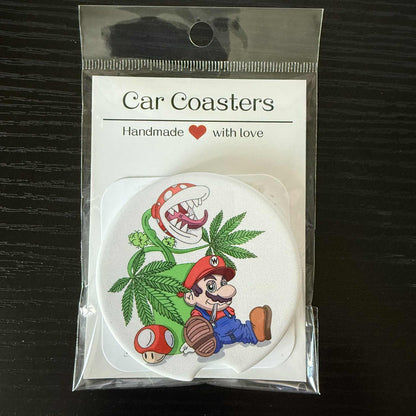 Car Coasters
Handmade ❤ with love
W